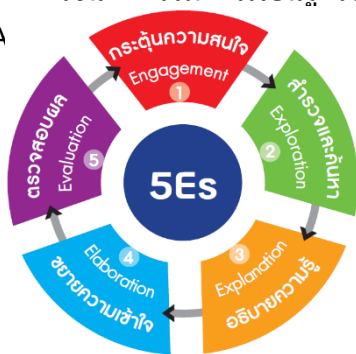 กระตุ้นความสนใจ
Engagement
1
สำรวจและค้นหา
Exploration
2
อธิบายความรู้
Explanation
3
ขยายความเข้าใจ
Elaboration
4
ตรวจสอบผล
Evaluation
5
5Es